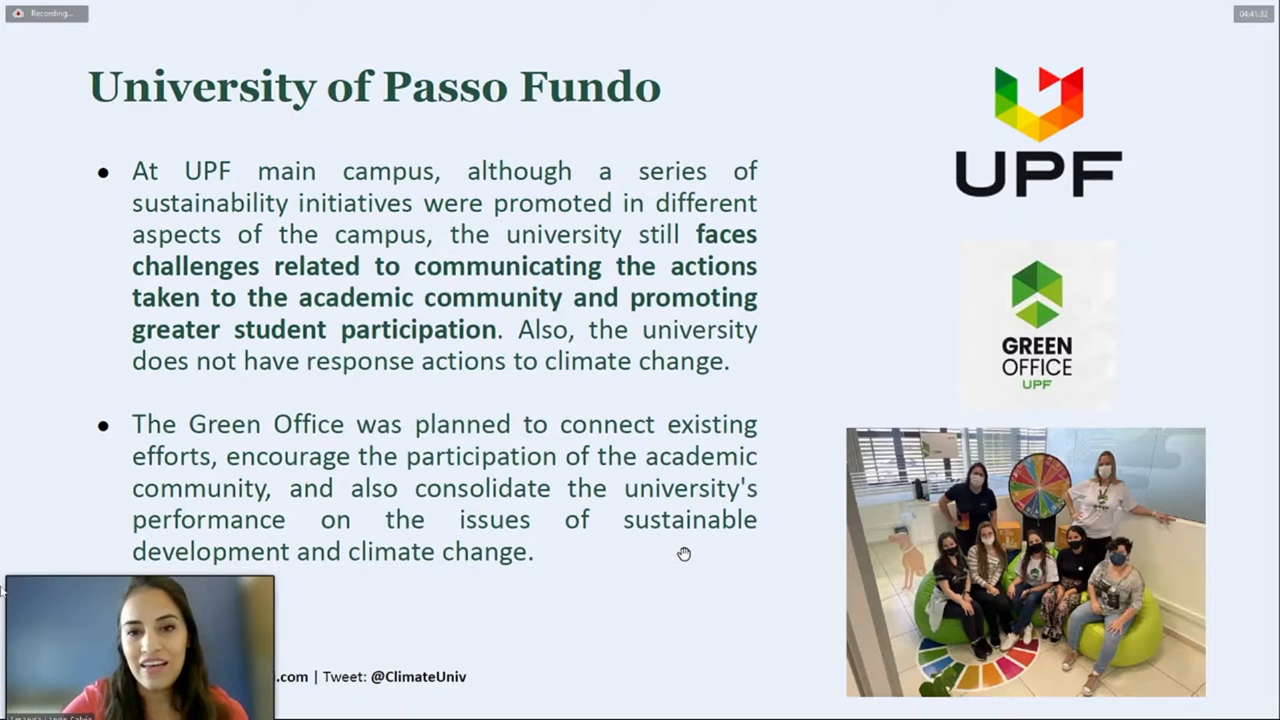 Recording...
04:41:32
University of Passo Fundo
At UPF main campus, although a series of
sustainability initiatives were promoted in different
aspects of the campus, the university still faces
challenges related to communicating the actions
taken to the academic community and promoting
greater student participation. Also, the university
does not have response actions to climate change.
The Green Office was planned to connect existing
efforts, encourage the participation of the academic
community, and also consolidate the university's
performance on the issues of sustainable
development and climate change.
.com | Tweet: @ClimateUniv
UPF
GREEN
OFFICE
UPF